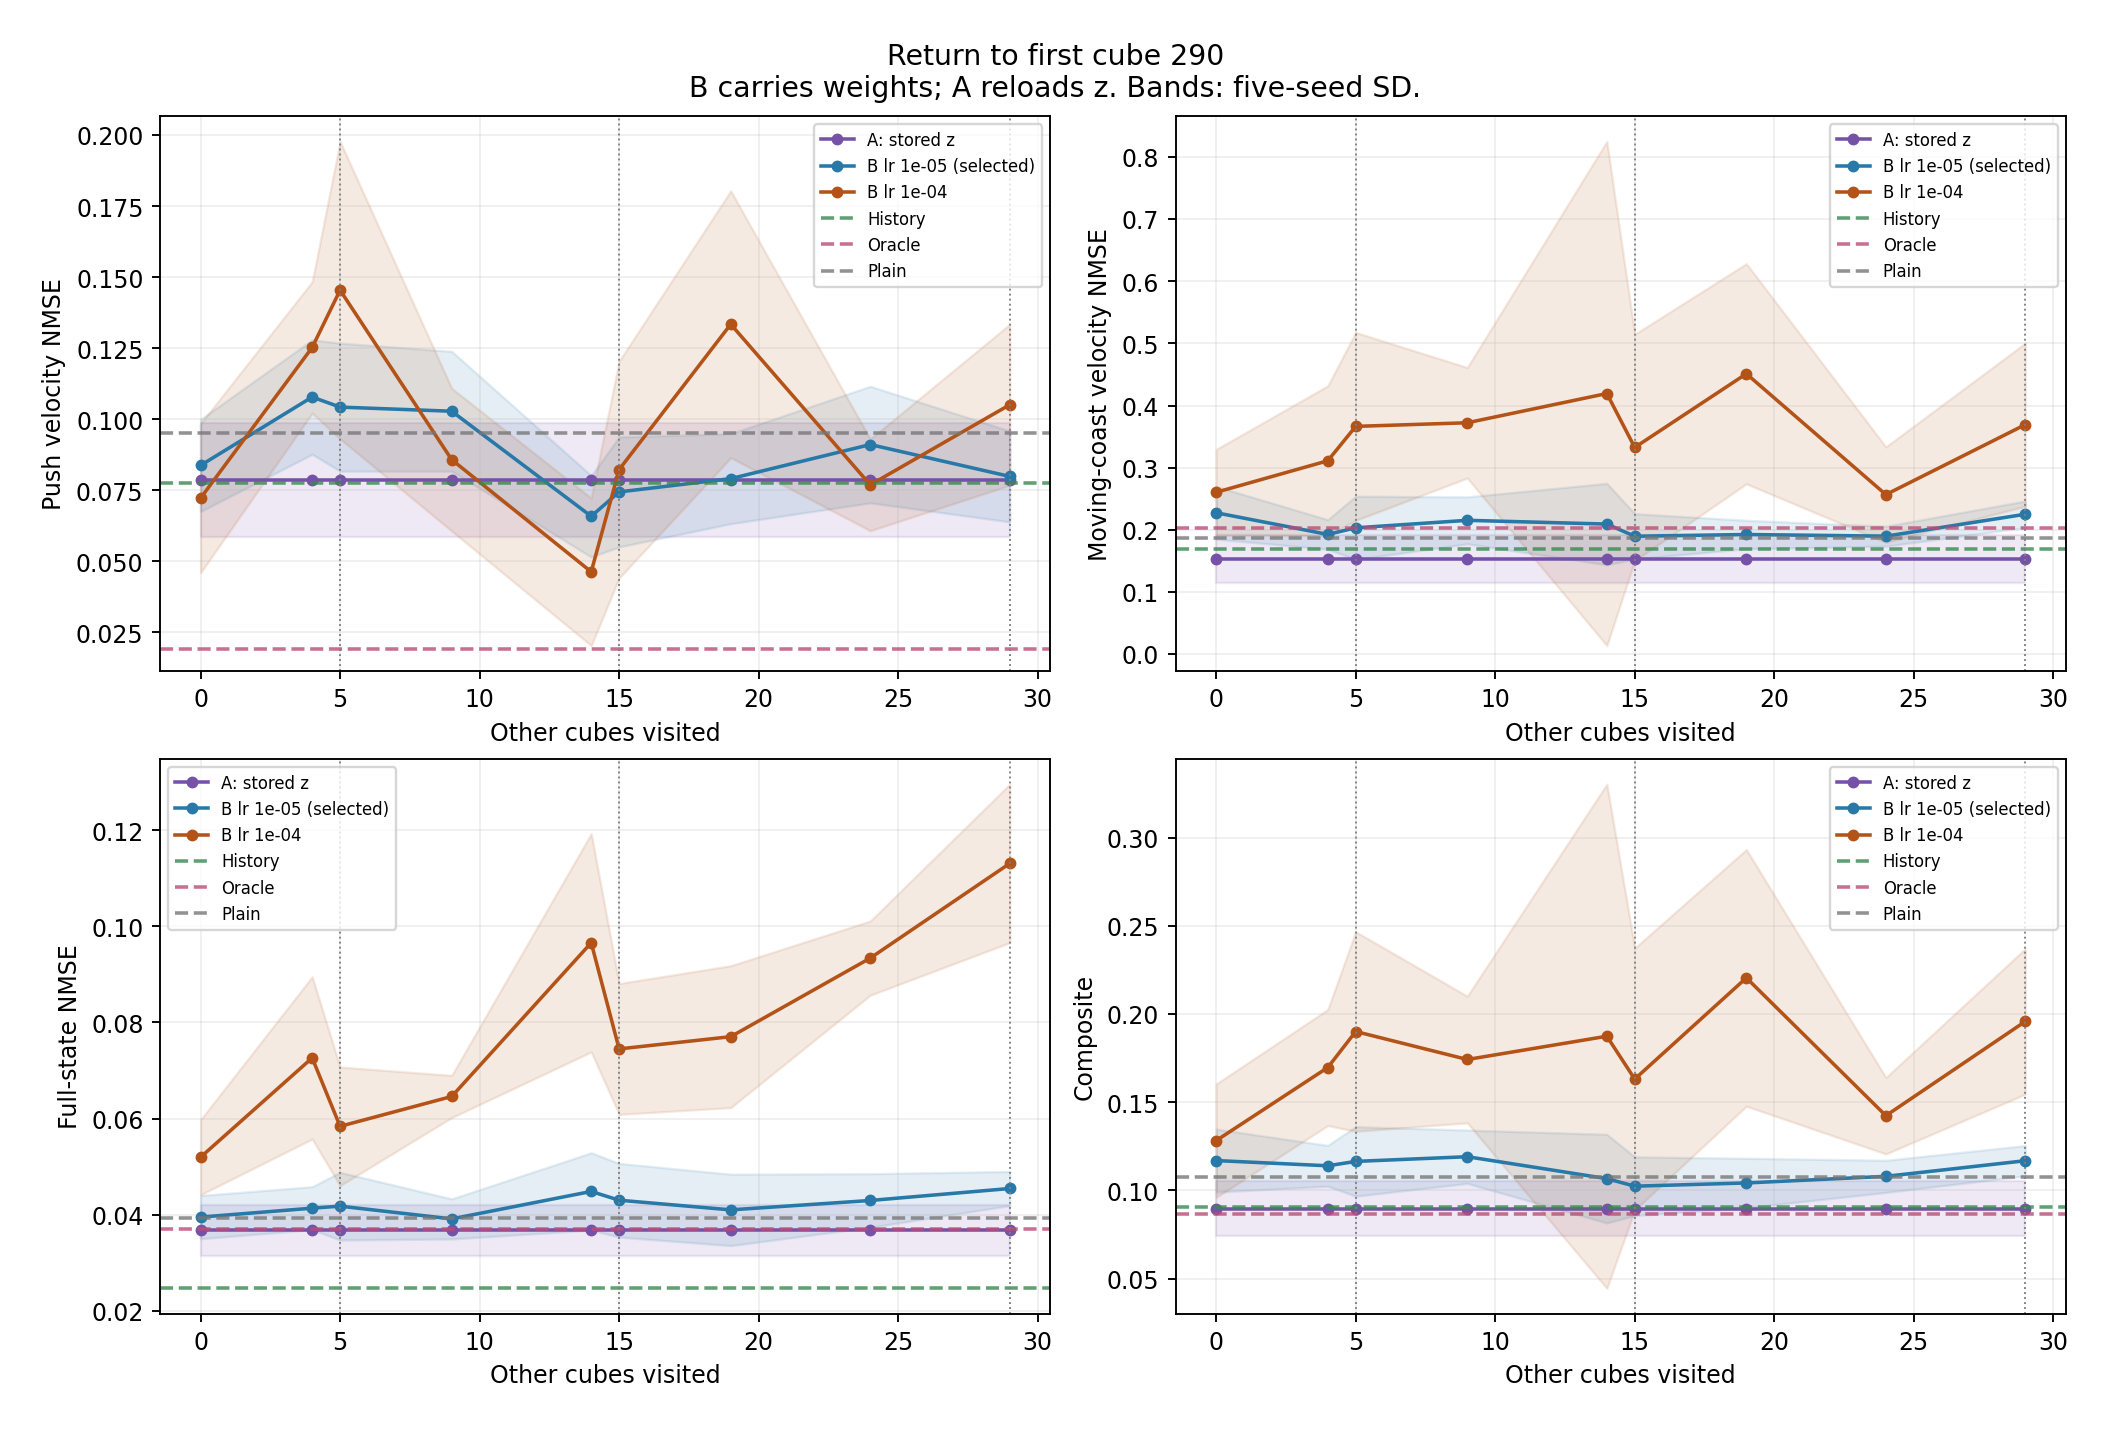 Return to first cube 290
B carries weights; A reloads z. Bands: five-seed SD.
Push velocity NMSE
0.200
0.175
0.150
0.125
0.100
0.075
0.050
0.025
A: stored z
B lr 1e-05 (selected)
B lr 1e-04
History
Oracle
Plain
0 5 10 15 20 25 30
Other cubes visited
Moving-coast velocity NMSE
0.8
0.7
0.6
0.5
0.4
0.3
0.2
0.1
0.0
A: stored z
B lr 1e-05 (selected)
B lr 1e-04
History
Oracle
Plain
0 5 10 15 20 25 30
Other cubes visited
Full-state NMSE
0.12
0.10
0.08
0.06
0.04
0.02
A: stored z
B lr 1e-05 (selected)
B lr 1e-04
History
Oracle
Plain
0 5 10 15 20 25 30
Other cubes visited
Composite
0.30
0.25
0.20
0.15
0.10
0.05
A: stored z
B lr 1e-05 (selected)
B lr 1e-04
History
Oracle
Plain
0 5 10 15 20 25 30
Other cubes visited